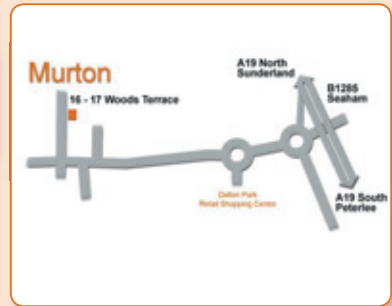 Murton
16 - 17 Woods Terrace
A19 North
Sunderland
B1285
Seaham
Dalton Park
Retail Shopping Centre
A19 South
Peterlee